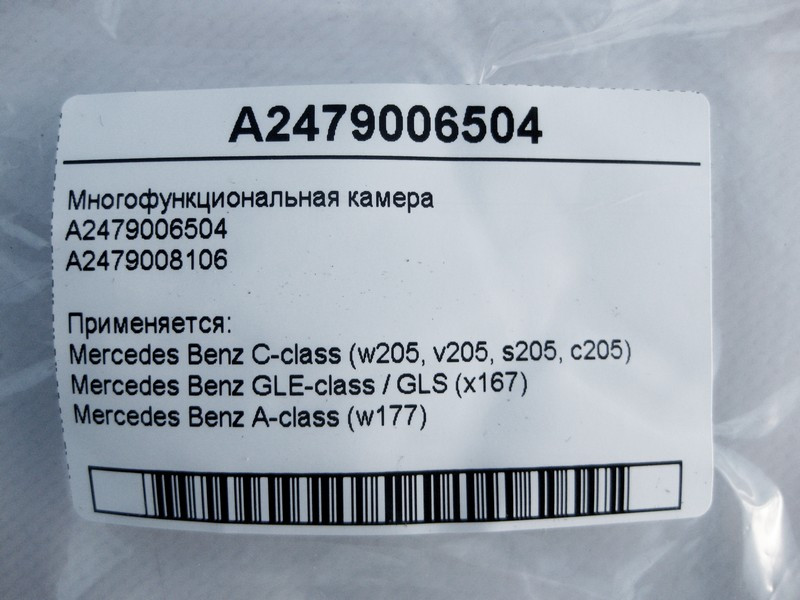 A2479006504
Многофункциональная камера
A2479006504
A2479008106
Применяется:
Mercedes Benz C-class (w205, v205, s205, c205)
Mercedes Benz GLE-class / GLS (x167)
Mercedes Benz A-class (w177)